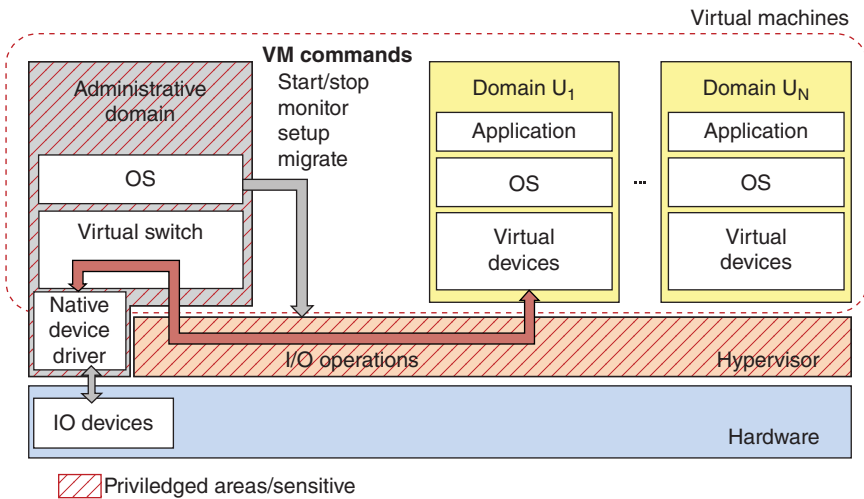 Virtual machines
Administrative
domain
OS
Virtual switch
Native
device
driver
VM commands
Start/stop
monitor
setup
migrate
Domain U1
Application
OS
Virtual
devices
...
Domain UN
Application
OS
Virtual
devices
I/O operations
Hypervisor
IO devices
Hardware
Priviledged areas/sensitive